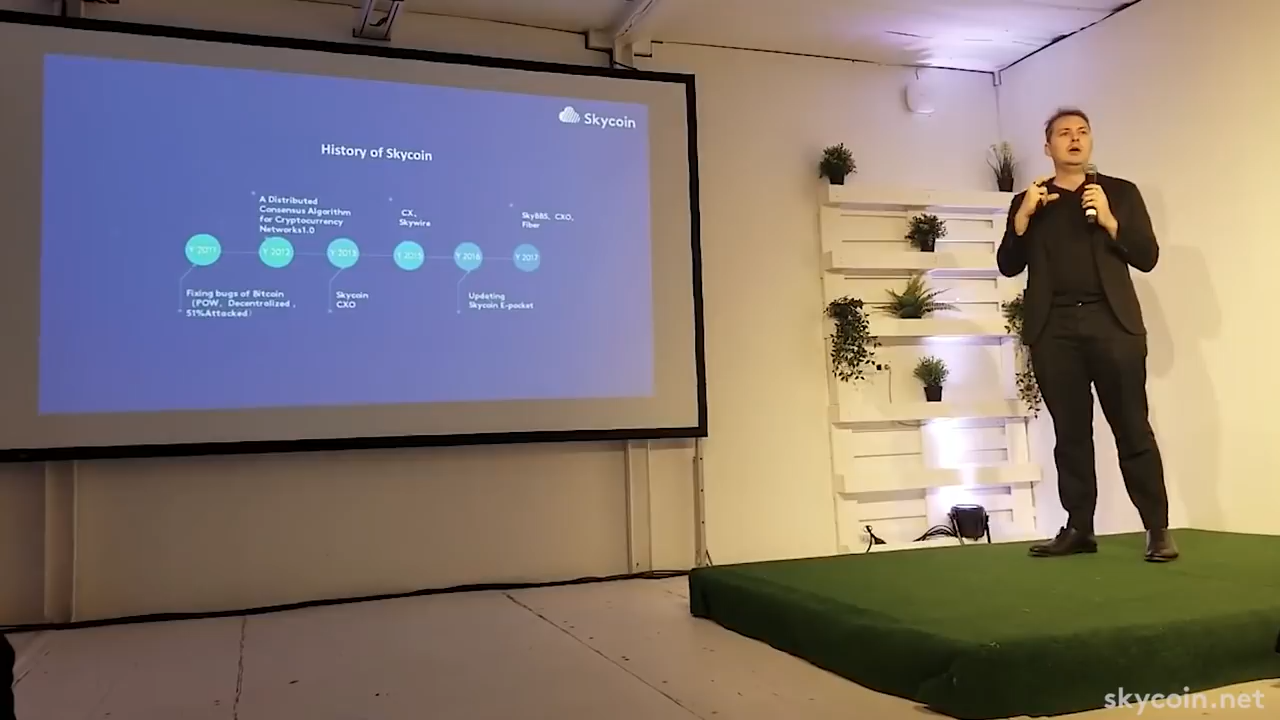 Skycoin
History of Skycoin
A Distributed
Consensus Algorithm
for Cryptocurrency
Networks1.0
CX、
Skywire
SkyBBS、CXO、
Fiber
Y 2011
Y 2012
Y 2013
Y 2015
Y 2016
Y 2017
Fixing bugs of Bitcoin
（POW、Decentralized 、
51%Attacked）
Skycoin
CXO
Updating
Skycoin E-pocket
skycoin.net